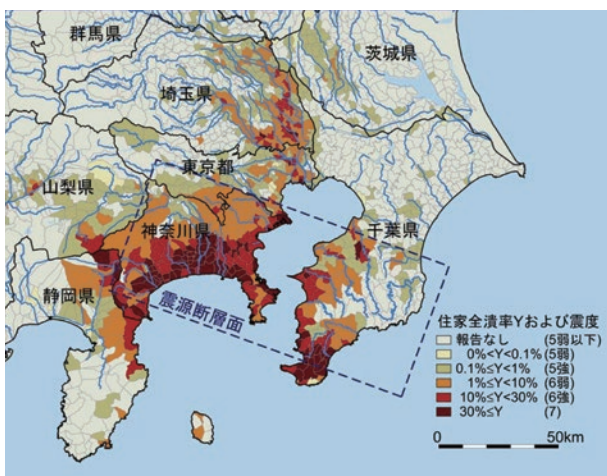 群馬県
茨城県
埼玉県
東京都
山梨県
神奈川県
千葉県
静岡県
震源断層面
住家全潰率Yおよび震度
報告なし (5弱以下)
0%<Y<0.1% (5弱)
0.1%≦Y<1% (5強)
1%≦Y<10% (6弱)
10%≦Y<30% (6強)
30%≦Y (7)
0 50km